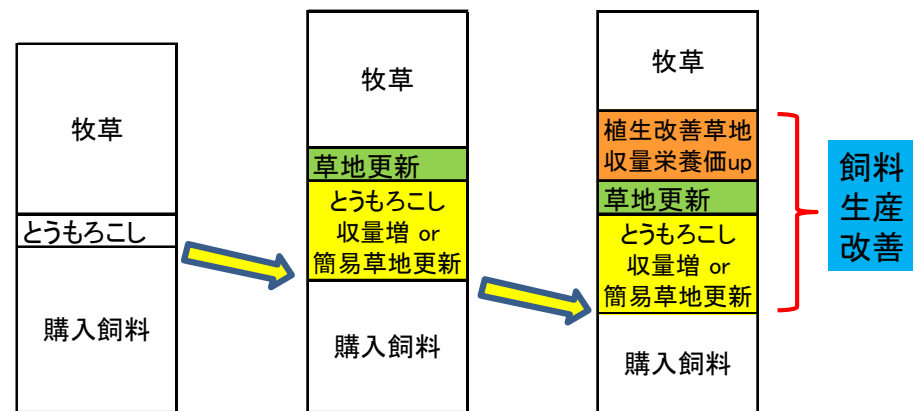 牧草
とうもろこし
購入飼料
牧草
草地更新
とうもろこし
収量増 or
簡易草地更新
購入飼料
牧草
植生改善草地
収量栄養価up
草地更新
とうもろこし
収量増 or
簡易草地更新
購入飼料
飼料
生産
改善